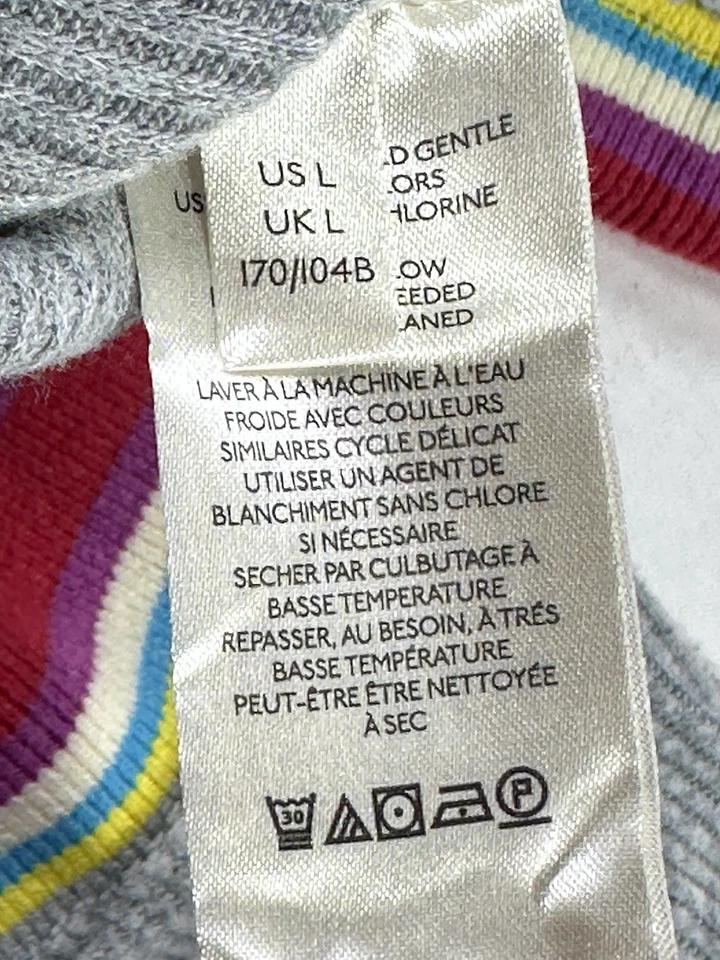 US L
UK L
170/104B
US
D GENTLE
ORS
HLORINE
OW
EEDED
ANED
LAVER À LA MACHINE À L'EAU
FROIDE AVEC COULEURS
SIMILAIRES CYCLE DÉLICAT
UTILISER UN AGENT DE
BLANCHIMENT SANS CHLORE
SI NÉCESSAIRE
SECHER PAR CULBUTAGE À
BASSE TEMPERATURE
REPASSER, AU BESOIN, À TRÉS
BASSE TEMPÉRATURE
PEUT-ÊTRE ÊTRE NETTOYÉE
À SEC
30 P